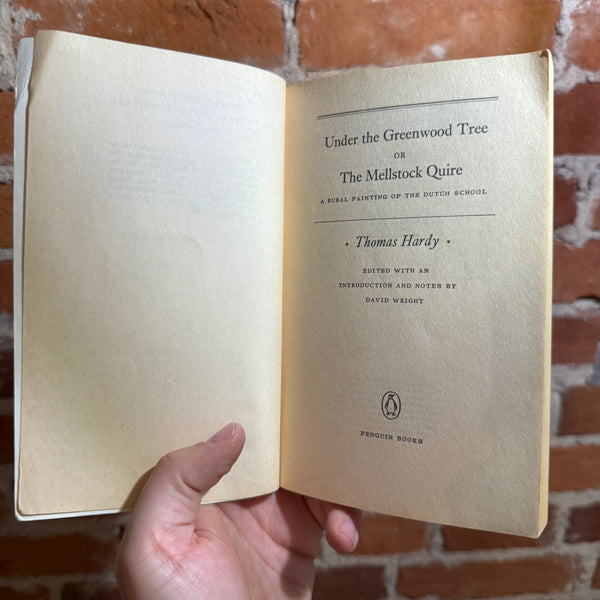 Under the Greenwood Tree
OR
The Mellstock Quire
A RURAL PAINTING OF THE DUTCH SCHOOL
• Thomas Hardy •
EDITED WITH AN
INTRODUCTION AND NOTES BY
DAVID WRIGHT
PENGUIN BOOKS